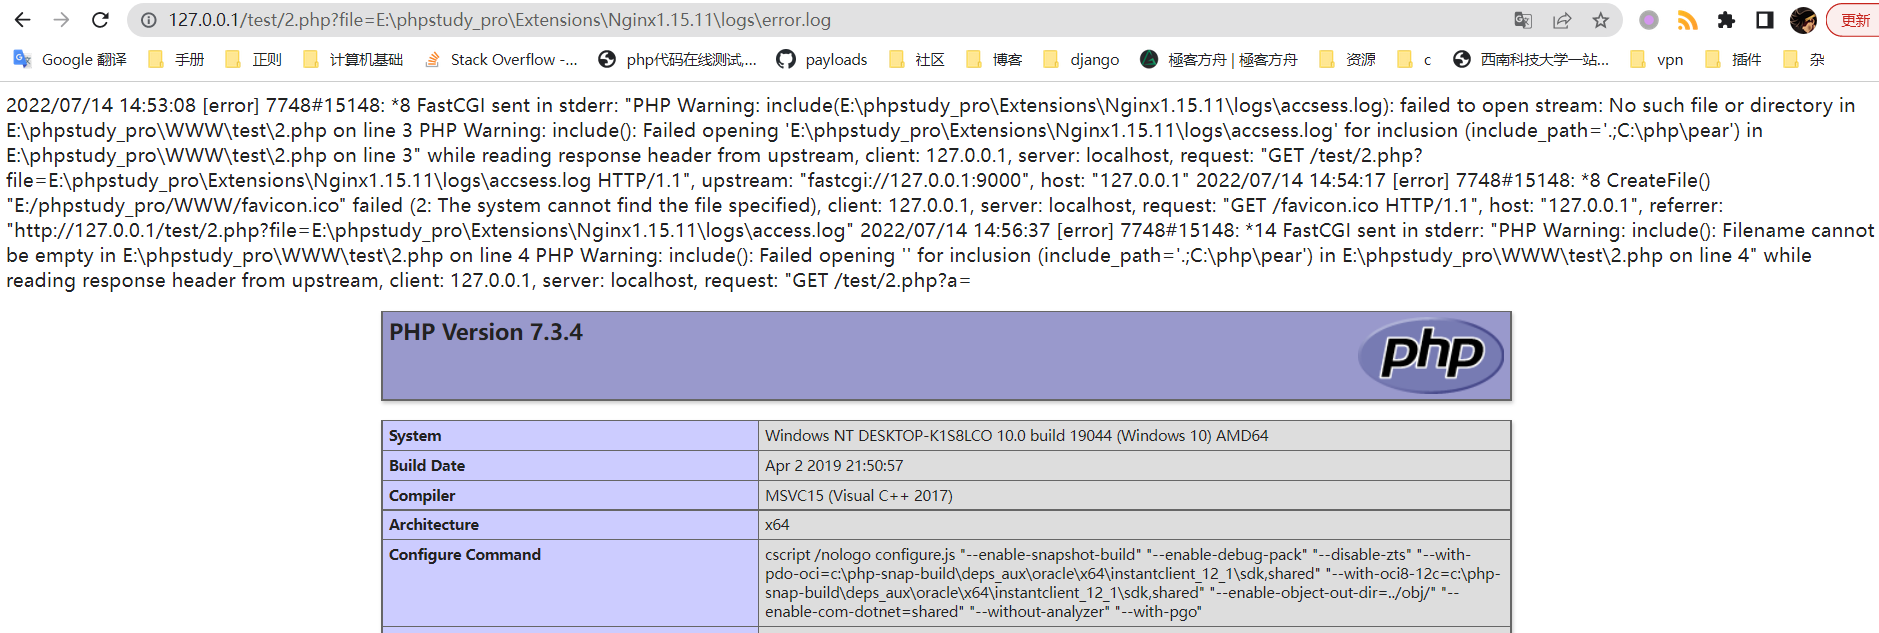 127.0.0.1/test/2.php?file=E:\phpstudy_pro\Extensions\Nginx1.15.11\logs\error.log
更新
Google 翻译 手册 正则 计算机基础 Stack Overflow -... php代码在线测试,... payloads 社区 博客 django 極客方舟 | 極客方舟 资源 c 西南科技大学一站... vpn 插件 杂
2022/07/14 14:53:08 [error] 7748#15148: *8 FastCGI sent in stderr: "PHP Warning: include(E:\phpstudy_pro\Extensions\Nginx1.15.11\logs\accsess.log): failed to open stream: No such file or directory in
E:\phpstudy_pro\WWW\test\2.php on line 3 PHP Warning: include(): Failed opening 'E:\phpstudy_pro\Extensions\Nginx1.15.11\logs\accsess.log' for inclusion (include_path='.;C:\php\pear') in
E:\phpstudy_pro\WWW\test\2.php on line 3" while reading response header from upstream, client: 127.0.0.1, server: localhost, request: "GET /test/2.php?
file=E:\phpstudy_pro\Extensions\Nginx1.15.11\logs\accsess.log HTTP/1.1", upstream: "fastcgi://127.0.0.1:9000", host: "127.0.0.1" 2022/07/14 14:54:17 [error] 7748#15148: *8 CreateFile()
"E:/phpstudy_pro/WWW/favicon.ico" failed (2: The system cannot find the file specified), client: 127.0.0.1, server: localhost, request: "GET /favicon.ico HTTP/1.1", host: "127.0.0.1", referrer:
"http://127.0.0.1/test/2.php?file=E:\phpstudy_pro\Extensions\Nginx1.15.11\logs\access.log" 2022/07/14 14:56:37 [error] 7748#15148: *14 FastCGI sent in stderr: "PHP Warning: include(): Filename cannot
be empty in E:\phpstudy_pro\WWW\test\2.php on line 4 PHP Warning: include(): Failed opening '' for inclusion (include_path='.;C:\php\pear') in E:\phpstudy_pro\WWW\test\2.php on line 4" while
reading response header from upstream, client: 127.0.0.1, server: localhost, request: "GET /test/2.php?a=
PHP Version 7.3.4
php
System Windows NT DESKTOP-K1S8LCO 10.0 build 19044 (Windows 10) AMD64
Build Date Apr 2 2019 21:50:57
Compiler MSVC15 (Visual C++ 2017)
Architecture x64
Configure Command cscript /nologo configure.js "--enable-snapshot-build" "--enable-debug-pack" "--disable-zts" "--with-
pdo-oci=c:\php-snap-build\deps_aux\oracle\x64\instantclient_12_1\sdk,shared" "--with-oci8-12c=c:\php-
snap-build\deps_aux\oracle\x64\instantclient_12_1\sdk,shared" "--enable-object-out-dir=../obj/" "--
enable-com-dotnet=shared" "--without-analyzer" "--with-pgo"